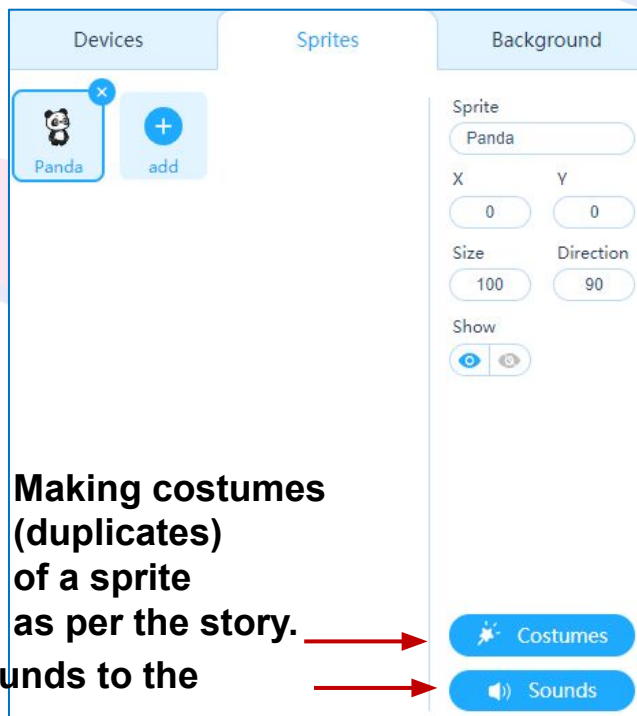 Devices
Sprites
Background
Panda
add
Sprite
Panda
X
Y
0
0
Size
Direction
100
90
Show
Making costumes
(duplicates)
of a sprite
as per the story.
Costumes
to the
Sounds